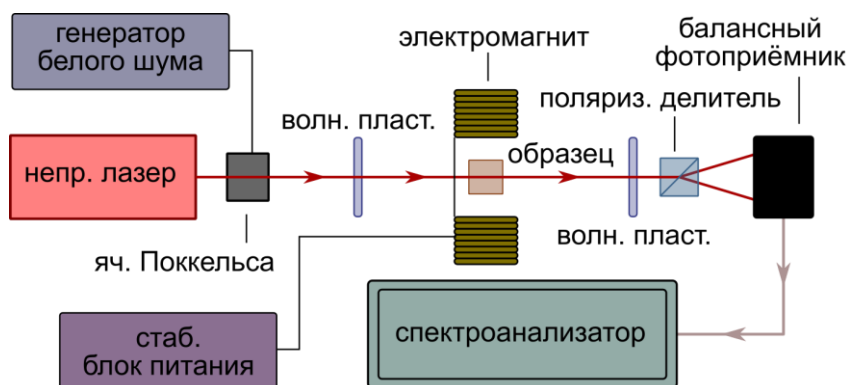 генератор
белого шума
электромагнит
балансный
фотоприёмник
поляриз. делитель
волн. пласт.
непр. лазер
образец
яч. Поккельса
волн. пласт.
стаб.
блок питания
спектроанализатор